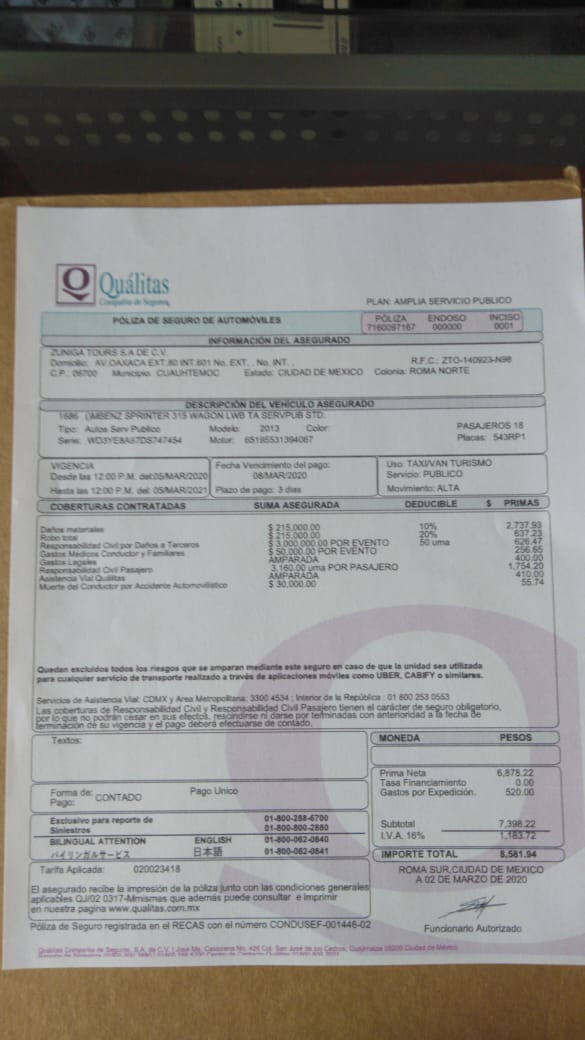 Quálitas
Compañía de Seguros
PLAN: AMPLIA SERVICIO PUBLICO
PÓLIZA DE SEGURO DE AUTOMÓVILES
PÓLIZA ENDOSO INCISO
7160097167 000000 0001
INFORMACIÓN DEL ASEGURADO
ZUÑIGA TOURS S.A DE C.V.
Domicilio: AV.OAXACA EXT.80 INT.601 No. EXT. , No. INT. . R.F.C.: ZTO-140923-N98
C.P.: 06700 Municipio: CUAUHTEMOC Estado: CIUDAD DE MEXICO Colonia: ROMA NORTE
DESCRIPCIÓN DEL VEHÍCULO ASEGURADO
1686 MBENZ SPRINTER 315 WAGON LWB TA SERVPUB STD.
Tipo: Autos Serv Publico Modelo: 2013 Color: PASAJEROS 18
Serie: WD3YE8A87DS747454 Motor: 65195531394067 Placas: 543RP1
VIGENCIA
Desde las 12:00 P.M. del:05/MAR/2020
Hasta las 12:00 P.M. del: 05/MAR/2021
Fecha Vencimiento del pago:
08/MAR/2020
Plazo de pago: 3 dias
Uso: TAXI/VAN TURISMO
Servicio: PUBLICO
Movimiento: ALTA
COBERTURAS CONTRATADAS SUMA ASEGURADA DEDUCIBLE $ PRIMAS
Daños materiales $ 215,000.00 10% 2,737.93
Robo total $ 215,000.00 20% 637.23
Responsabilidad Civil por Daños a Terceros $ 3,000,000.00 POR EVENTO 50 uma 626.47
Gastos Médicos Conductor y Familiares $ 50,000.00 POR EVENTO 256.65
Gastos Legales AMPARADA 400.00
Responsabilidad Civil Pasajero 3,160.00 uma POR PASAJERO 1,754.20
Asistencia Vial Quálitas AMPARADA 410.00
Muerte del Conductor por Accidente Automovilístico $ 30,000.00 55.74
Quedan excluidos todos los riesgos que se amparan mediante este seguro en caso de que la unidad sea utilizada
para cualquier servicio de transporte realizado a través de aplicaciones móviles como UBER, CABIFY o similares.
Servicios de Asistencia Vial: CDMX y Area Metropolitana: 3300 4534 ; Interior de la República : 01 800 253 0553
Las coberturas de Responsabilidad Civil y Responsabilidad Civil Pasajero tienen el carácter de seguro obligatorio,
por lo que no podrán cesar en sus efectos, rescindirse ni darse por terminadas con anterioridad a la fecha de
terminación de su vigencia y el pago deberá efectuarse de contado.
Textos:
MONEDA PESOS
Forma de
Pago: CONTADO
Pago Unico
Prima Neta 6,878.22
Tasa Financiamiento 0.00
Gastos por Expedición. 520.00
Subtotal 7,398.22
I.V.A. 16% 1,183.72
IMPORTE TOTAL 8,581.94
Exclusivo para reporte de
Siniestros
01-800-288-6700
01-800-800-2880
BILINGUAL ATTENTION ENGLISH 01-800-062-0840
バイリンガルサービス 日本語 01-800-062-0841
Tarifa Aplicada: 020023418
El asegurado recibe la impresión de la póliza junto con las condiciones generales
aplicables QJ/02 0317-Mmismas que además puede consultar e imprimir
en nuestra pagina www.qualitas.com.mx
Póliza de Seguro registrada en el RECAS con el número CONDUSEF-001446-02
ROMA SUR,CIUDAD DE MEXICO
A 02 DE MARZO DE 2020
Funcionario Autorizado
Quálitas Compañía de Seguros, S.A. de C.V. | José Ma. Castorena No. 426 Col. San José de los Cedros, Cuajimalpa 05200 Ciudad de México